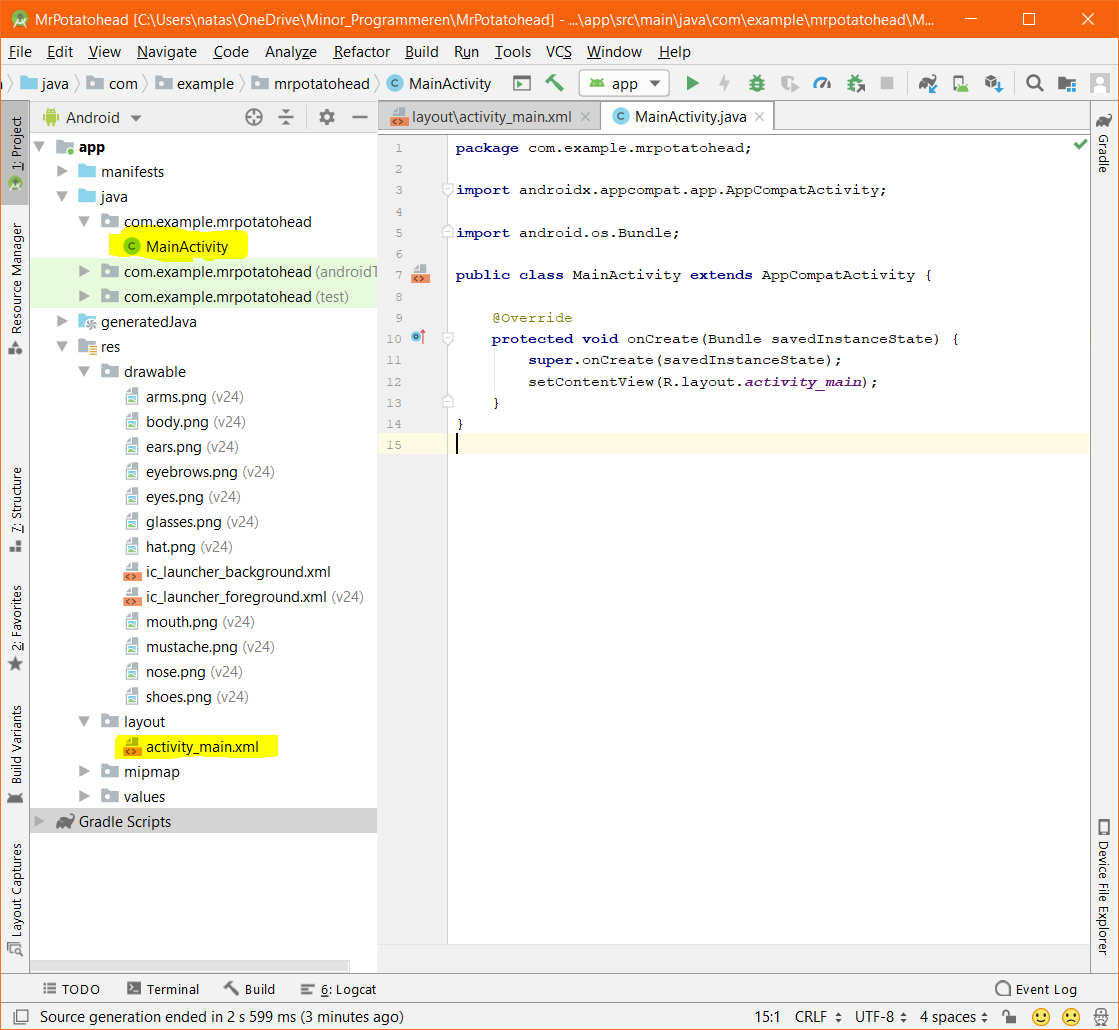 MrPotatohead [C:\Users\natas\OneDrive\Minor_Programmeren\MrPotatohead] - ...\app\src\main\java\com\example\mrpotatohead\M...
File Edit View Navigate Code Analyze Refactor Build Run Tools VCS Window Help
java com example mrpotatohead MainActivity app
Android
layout\activity_main.xml MainActivity.java
1: Project
Resource Manager
7: Structure
2: Favorites
Build Variants
Layout Captures
app
manifests
java
com.example.mrpotatohead
MainActivity
com.example.mrpotatohead (androidT
com.example.mrpotatohead (test)
generatedJava
res
drawable
arms.png (v24)
body.png (v24)
ears.png (v24)
eyebrows.png (v24)
eyes.png (v24)
glasses.png (v24)
hat.png (v24)
ic_launcher_background.xml
ic_launcher_foreground.xml (v24)
mouth.png (v24)
mustache.png (v24)
nose.png (v24)
shoes.png (v24)
layout
activity_main.xml
mipmap
values
Gradle Scripts
1 package com.example.mrpotatohead;
2
3 import androidx.appcompat.app.AppCompatActivity;
4
5 import android.os.Bundle;
6
7 public class MainActivity extends AppCompatActivity {
8
9 @Override
10 protected void onCreate(Bundle savedInstanceState) {
11 super.onCreate(savedInstanceState);
12 setContentView(R.layout.activity_main);
13 }
14 }
15
Gradle
Device File Explorer
TODO Terminal Build 6: Logcat Event Log
Source generation ended in 2 s 599 ms (3 minutes ago) 15:1 CRLF UTF-8 4 spaces